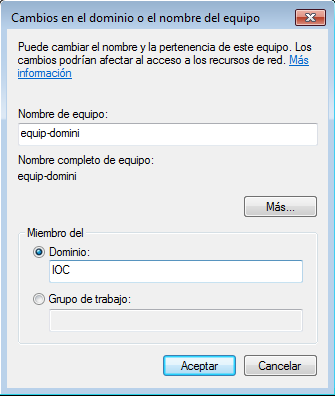 Cambios en el dominio o el nombre del equipo
Puede cambiar el nombre y la pertenencia de este equipo. Los
cambios podrían afectar al acceso a los recursos de red. Más
información
Nombre de equipo:
equip-domini
Nombre completo de equipo:
equip-domini
Más...
Miembro del
Dominio:
IOC
Grupo de trabajo:
Aceptar
Cancelar